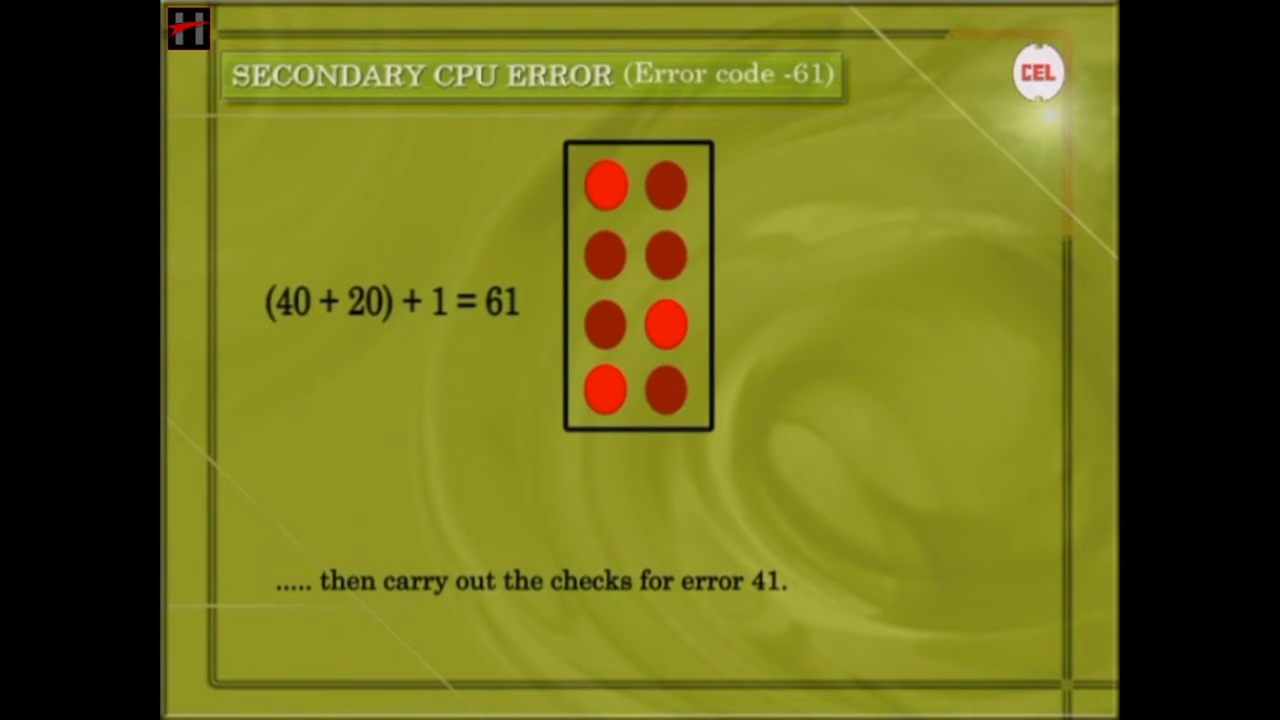 H
SECONDARY CPU ERROR (Error code -61)
CEL
(40 + 20) + 1 = 61
..... then carry out the checks for error 41.